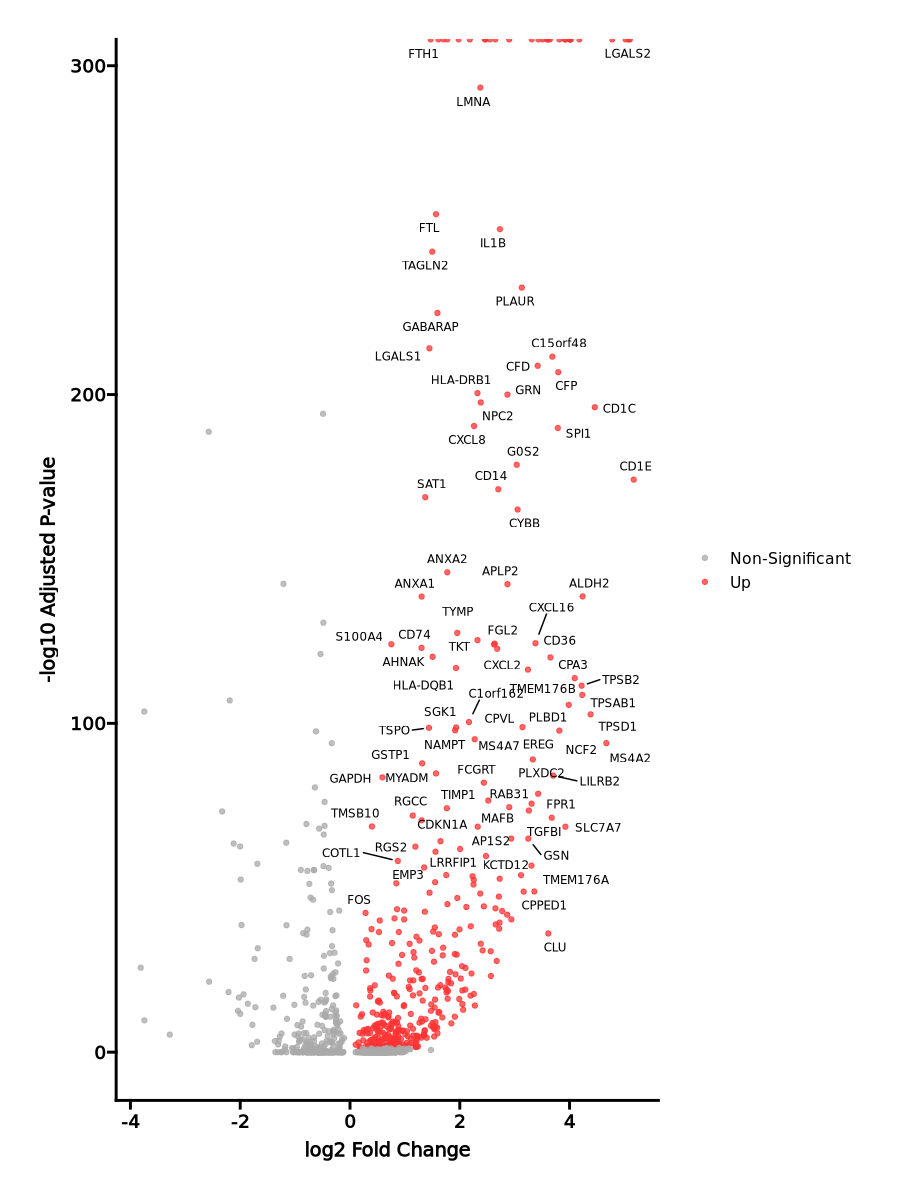 300
200
100
0
-4
-2
0
2
4
-log10 Adjusted P-value
log2 Fold Change
Non-Significant
Up
FTH1
LGALS2
LMNA
FTL
IL1B
TAGLN2
PLAUR
GABARAP
C15orf48
LGALS1
CFD
HLA-DRB1
GRN
CFP
NPC2
CD1C
CXCL8
SPI1
G0S2
CD1E
CD14
SAT1
CYBB
ANXA2
APLP2
ANXA1
ALDH2
TYMP
CXCL16
S100A4
CD74
FGL2
TKT
CD36
AHNAK
CXCL2
CPA3
HLA-DQB1
TMEM176B
TPSB2
C1orf162
TPSAB1
SGK1
CPVL
PLBD1
TPSD1
TSPO
NAMPT
MS4A7
EREG
NCF2
MS4A2
GSTP1
FCGRT
PLXDC2
GAPDH
MYADM
LILRB2
TIMP1
RAB31
RGCC
FPR1
TMSB10
MAFB
CDKN1A
TGFBI
SLC7A7
AP1S2
RGS2
COTL1
GSN
LRRFIP1
KCTD12
EMP3
TMEM176A
FOS
CPPED1
CLU